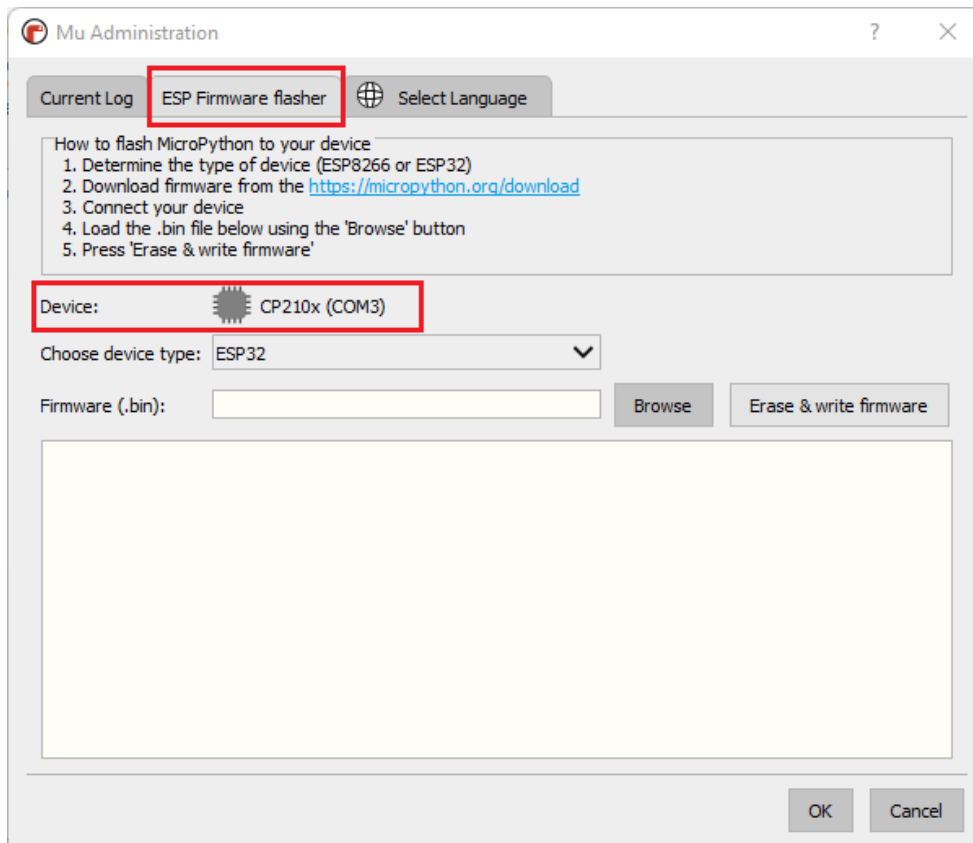 Mu Administration
?
Current Log ESP Firmware flasher Select Language
How to flash MicroPython to your device
1. Determine the type of device (ESP8266 or ESP32)
2. Download firmware from the https://micropython.org/download
3. Connect your device
4. Load the .bin file below using the 'Browse' button
5. Press 'Erase & write firmware'
Device: CP210x (COM3)
Choose device type: ESP32
Firmware (.bin): Browse Erase & write firmware
OK Cancel